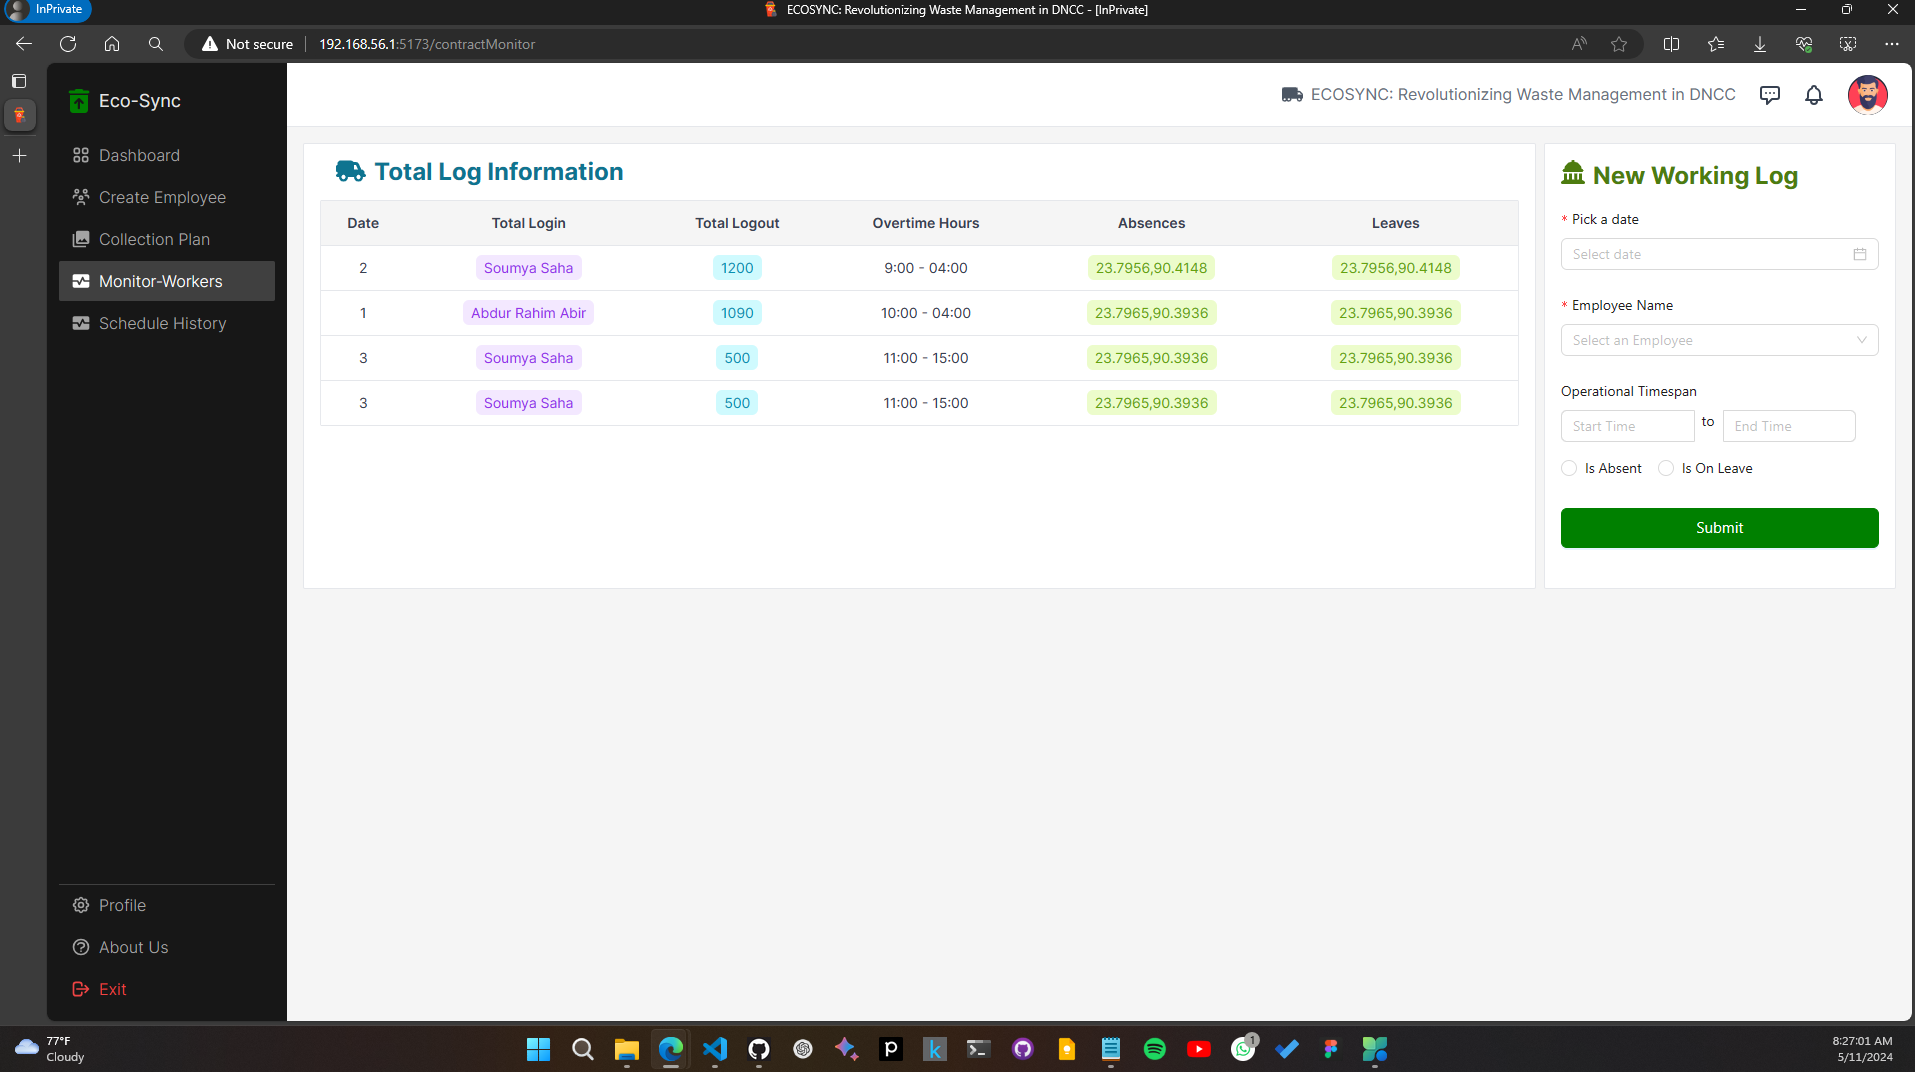 InPrivate
ECOSYNC: Revolutionizing Waste Management in DNCC - [InPrivate]
Not secure
192.168.56.1:5173/contractMonitor
Eco-Sync
Dashboard
Create Employee
Collection Plan
Monitor-Workers
Schedule History
Profile
About Us
Exit
ECOSYNC: Revolutionizing Waste Management in DNCC
Total Log Information
Date Total Login Total Logout Overtime Hours Absences Leaves
2 Soumya Saha 1200 9:00 - 04:00 23.7956,90.4148 23.7956,90.4148
1 Abdur Rahim Abir 1090 10:00 - 04:00 23.7965,90.3936 23.7965,90.3936
3 Soumya Saha 500 11:00 - 15:00 23.7965,90.3936 23.7965,90.3936
3 Soumya Saha 500 11:00 - 15:00 23.7965,90.3936 23.7965,90.3936
New Working Log
* Pick a date
Select date
* Employee Name
Select an Employee
Operational Timespan
Start Time to End Time
Is Absent Is On Leave
Submit
77°F
Cloudy
p
k
1
8:27:01 AM
5/11/2024